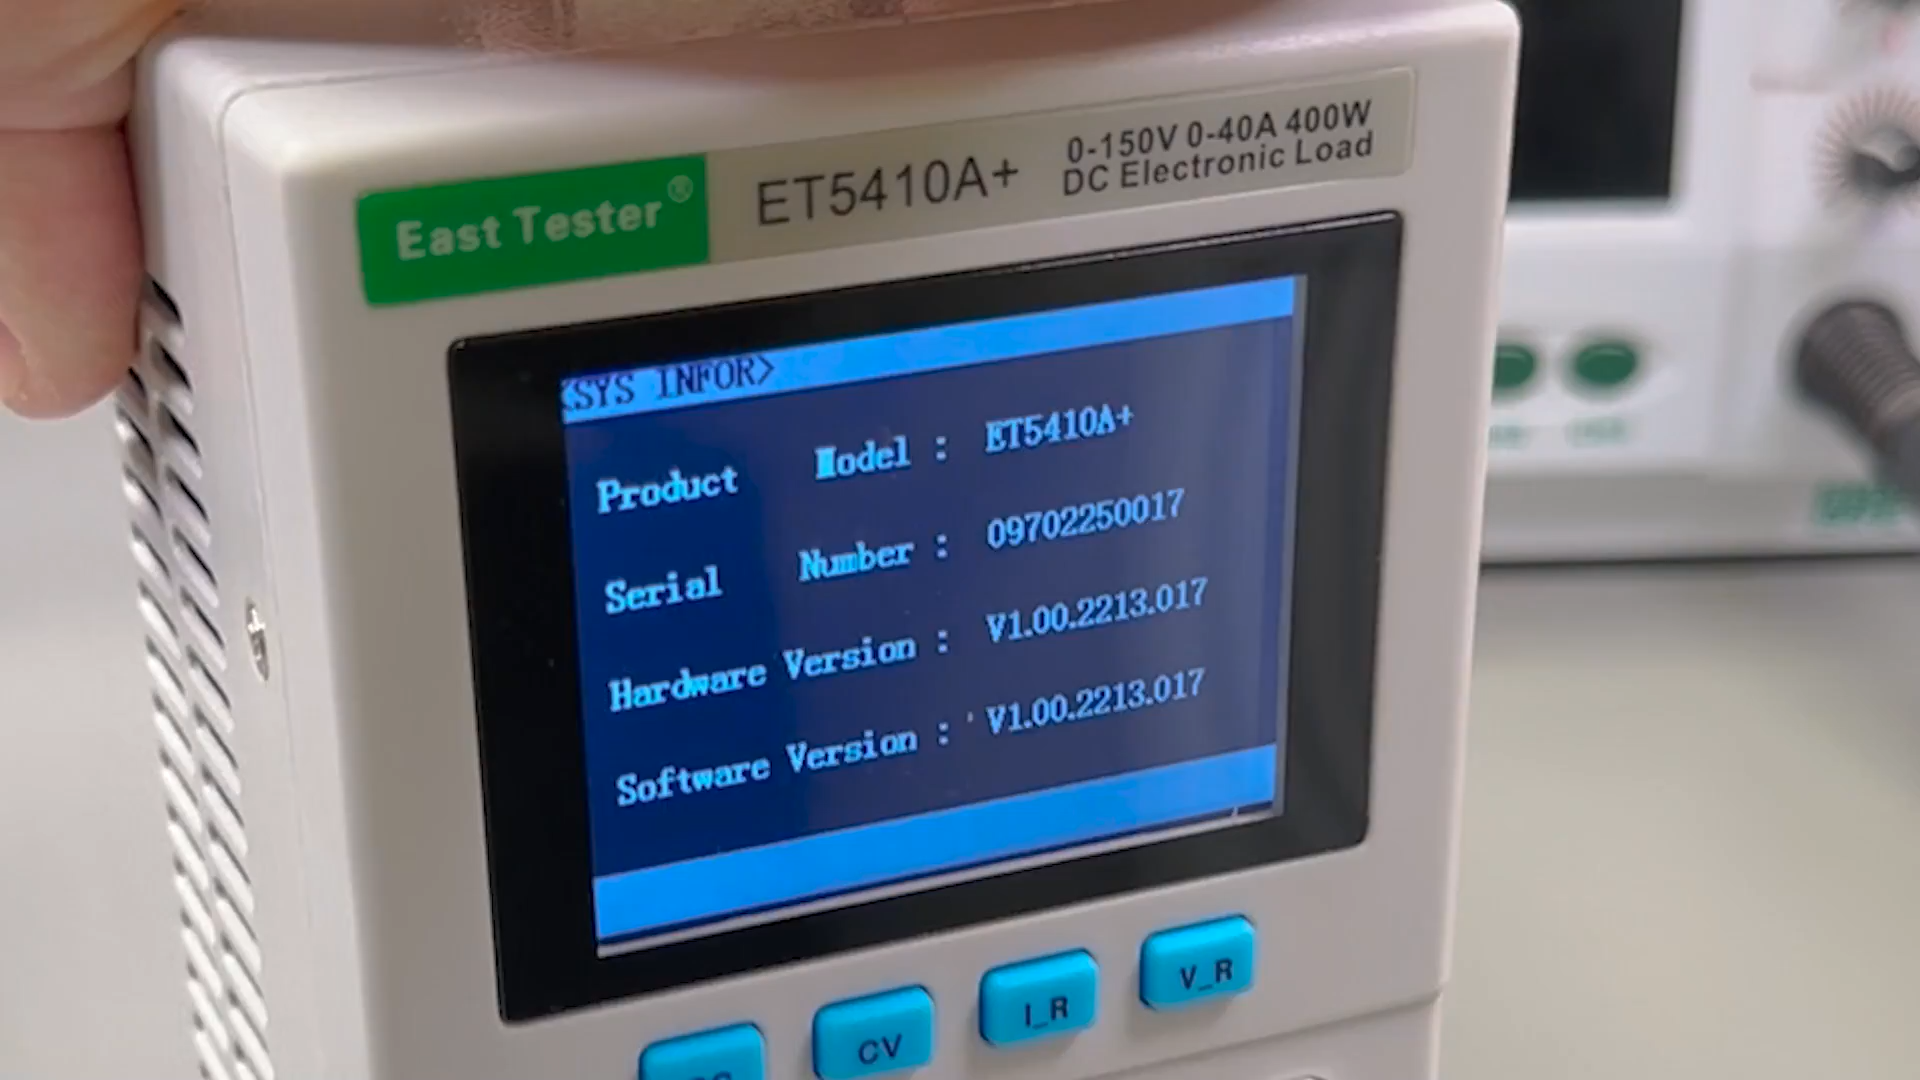 East Tester®
ET5410A+
0-150V 0-40A 400W
DC Electronic Load
<SYS INFOR>
Product Model : ET5410A+
Serial Number : 09702250017
Hardware Version : V1.00.2213.017
Software Version : V1.00.2213.017
CV
I_R
V_R